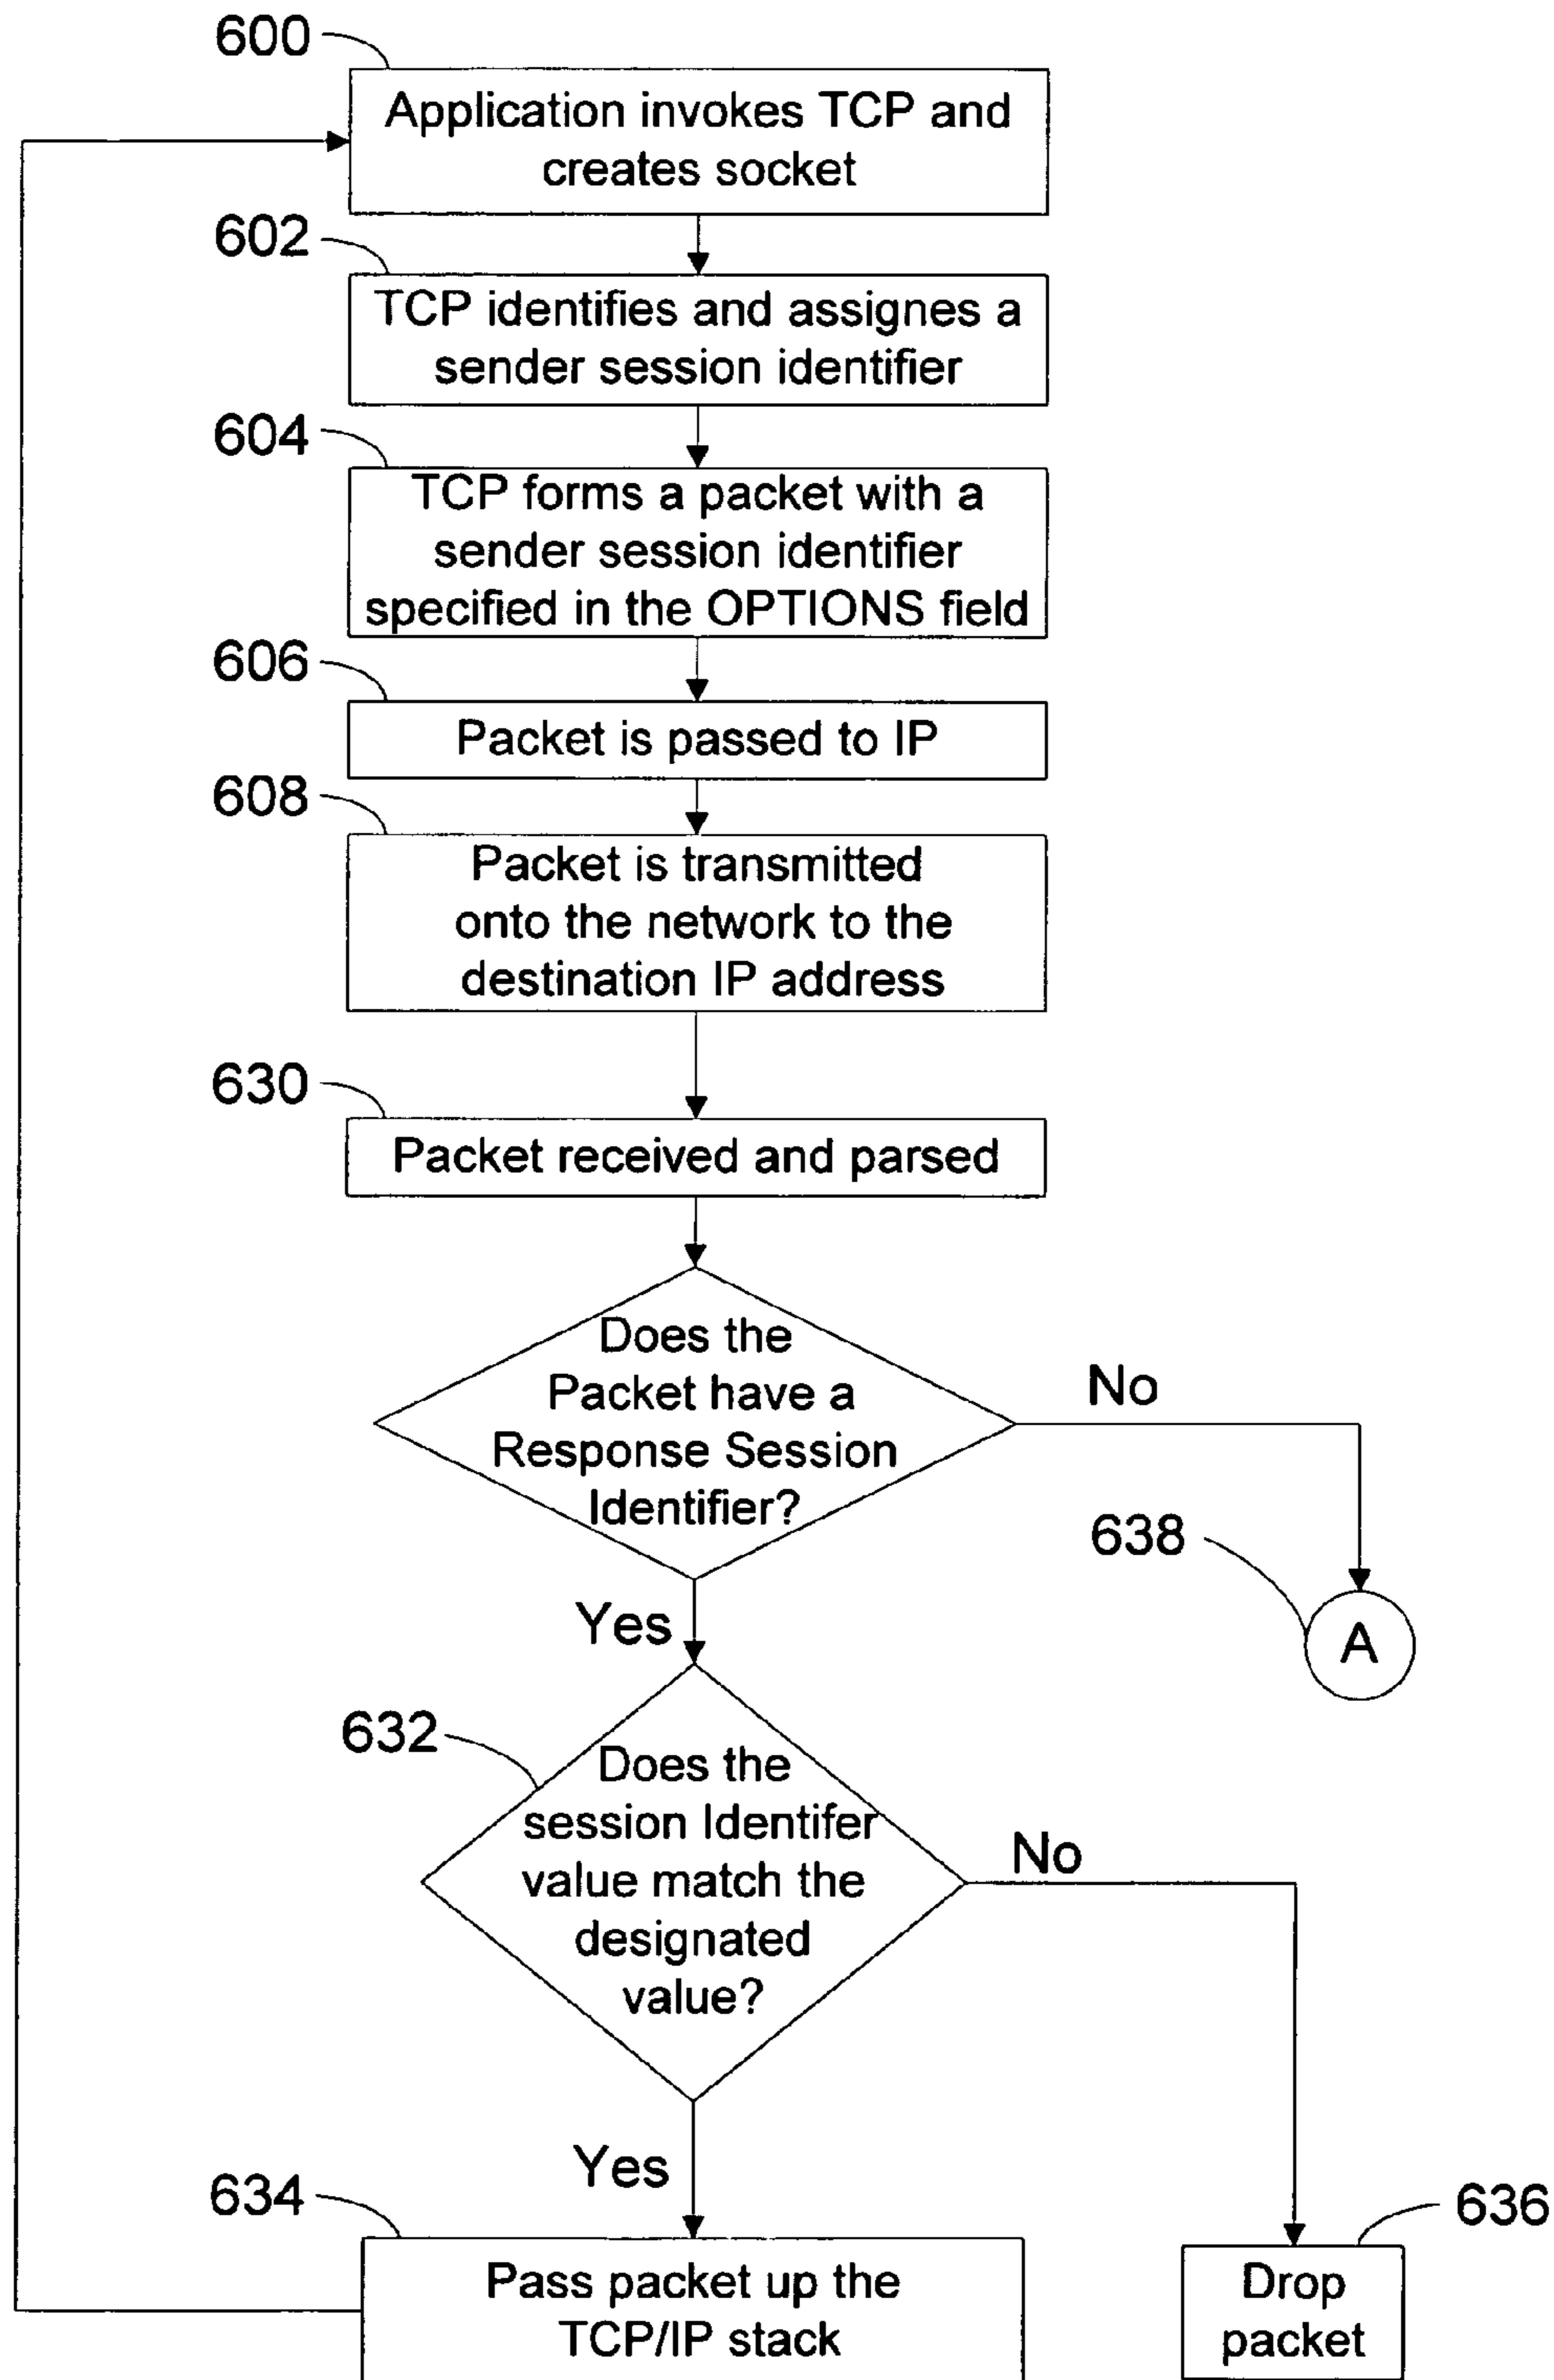 600
Application invokes TCP and
creates socket
602
TCP identifies and assignes a
sender session identifier
604
TCP forms a packet with a
sender session identifier
specified in the OPTIONS field
606
Packet is passed to IP
608
Packet is transmitted
onto the network to the
destination IP address
630
Packet received and parsed
Does the
Packet have a
Response Session
Identifier?
No
638
A
Yes
632
Does the
session Identifer
value match the
designated
value?
No
Yes
634
Pass packet up the
TCP/IP stack
636
Drop
packet